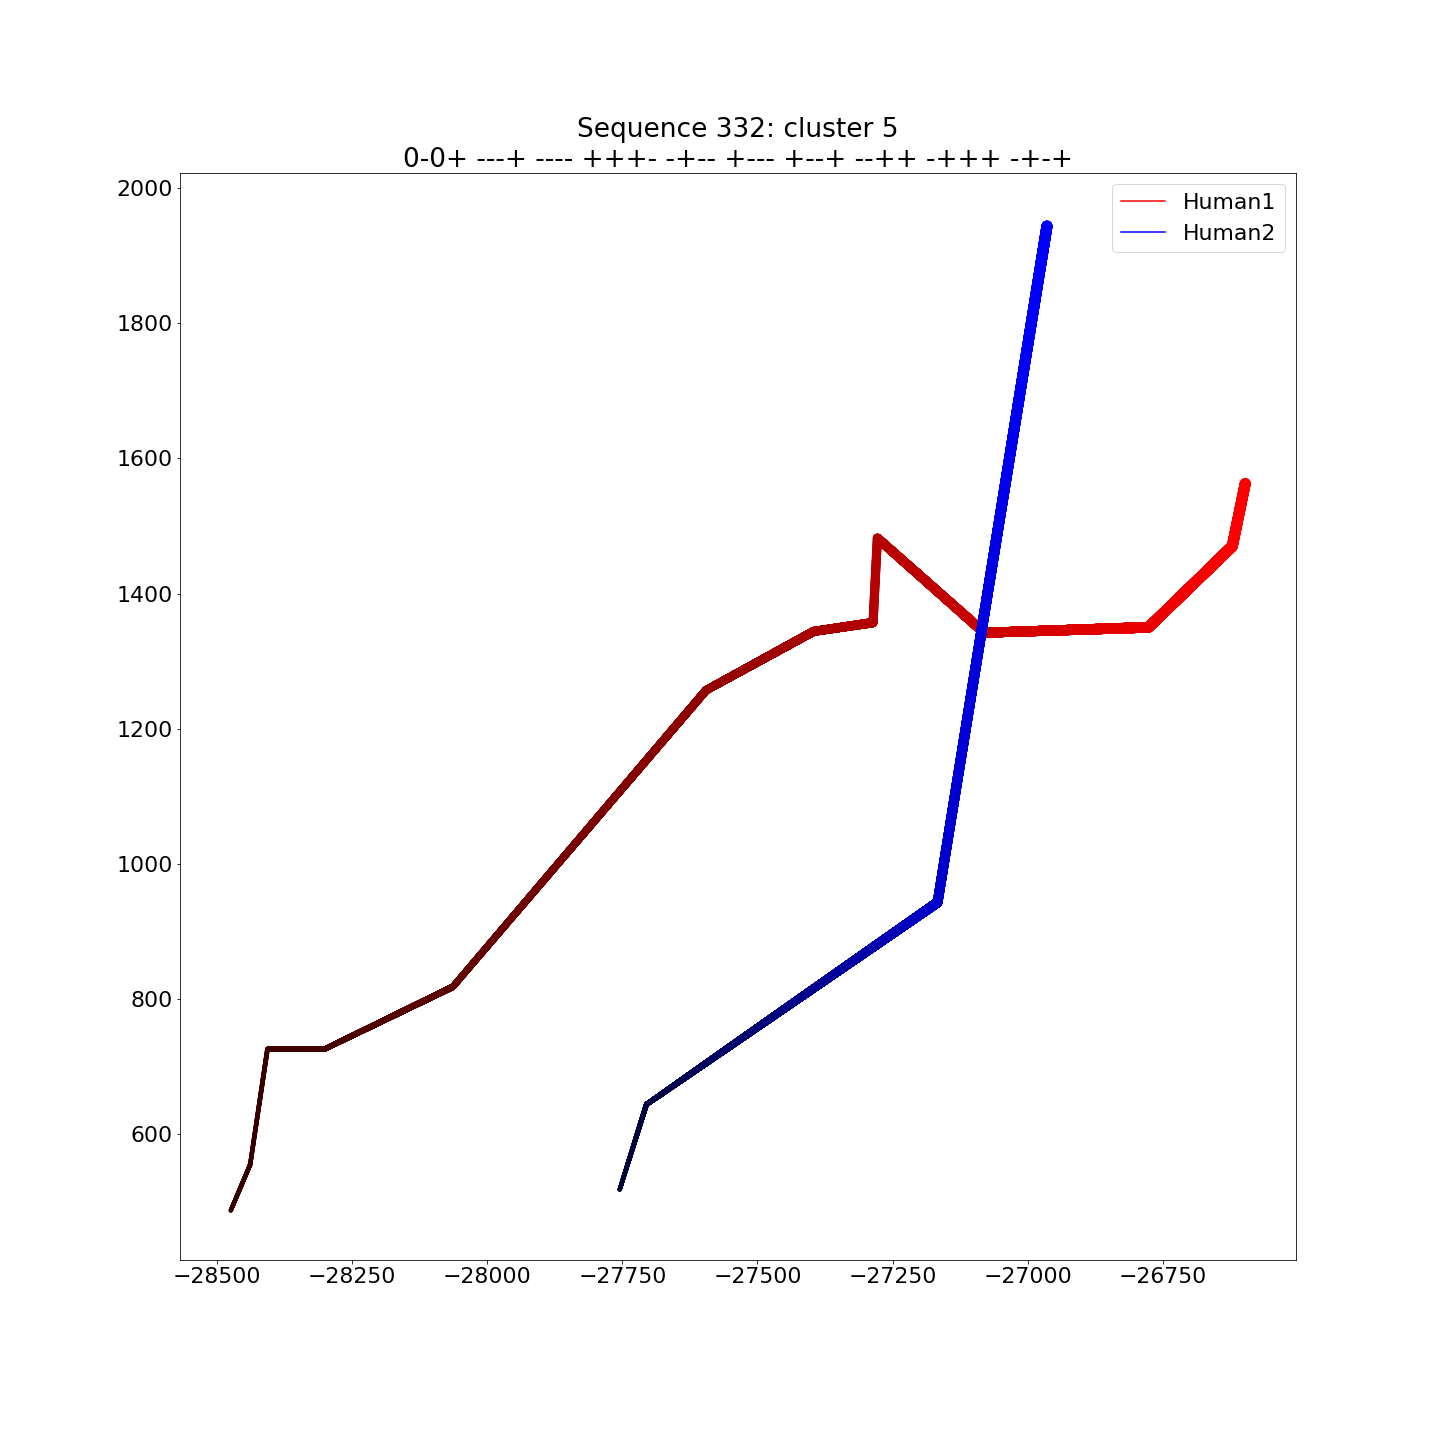 Sequence 332: cluster 5
0-0+ ---+ ---- +++- -+-- +--- +--+ --++ -+++ -+-+
Human1
Human2
2000
1800
1600
1400
1200
1000
800
600
−28500 −28250 −28000 −27750 −27500 −27250 −27000 −26750